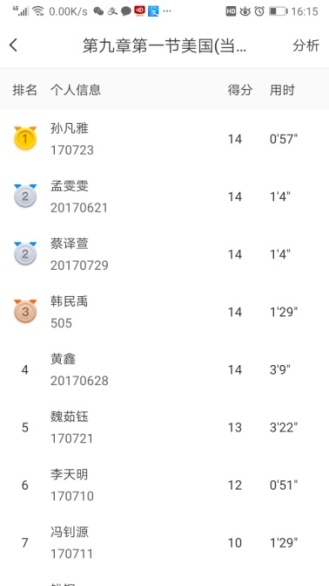 0.00K/s HD 16:15
第九章第一节美国(当... 分析
排名 个人信息 得分 用时
1 孙凡雅 14 0'57"
170723
2 孟雯雯 14 1'4"
20170621
2 蔡译萱 14 1'4"
20170729
3 韩民禹 14 1'29"
505
4 黄鑫 14 3'9"
20170628
5 魏茹钰 13 3'22"
170721
6 李天明 12 0'51"
170710
7 冯钊源 10 1'29"
170711